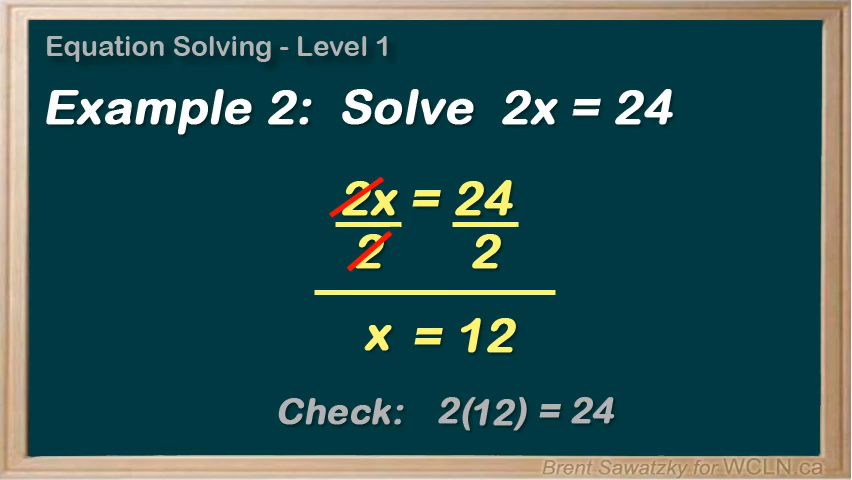 Equation Solving - Level 1
Example 2: Solve 2x = 24
2x = 24
2 2
x = 12
Check: 2(12) = 24
Brent Sawatzky for WCLN.ca